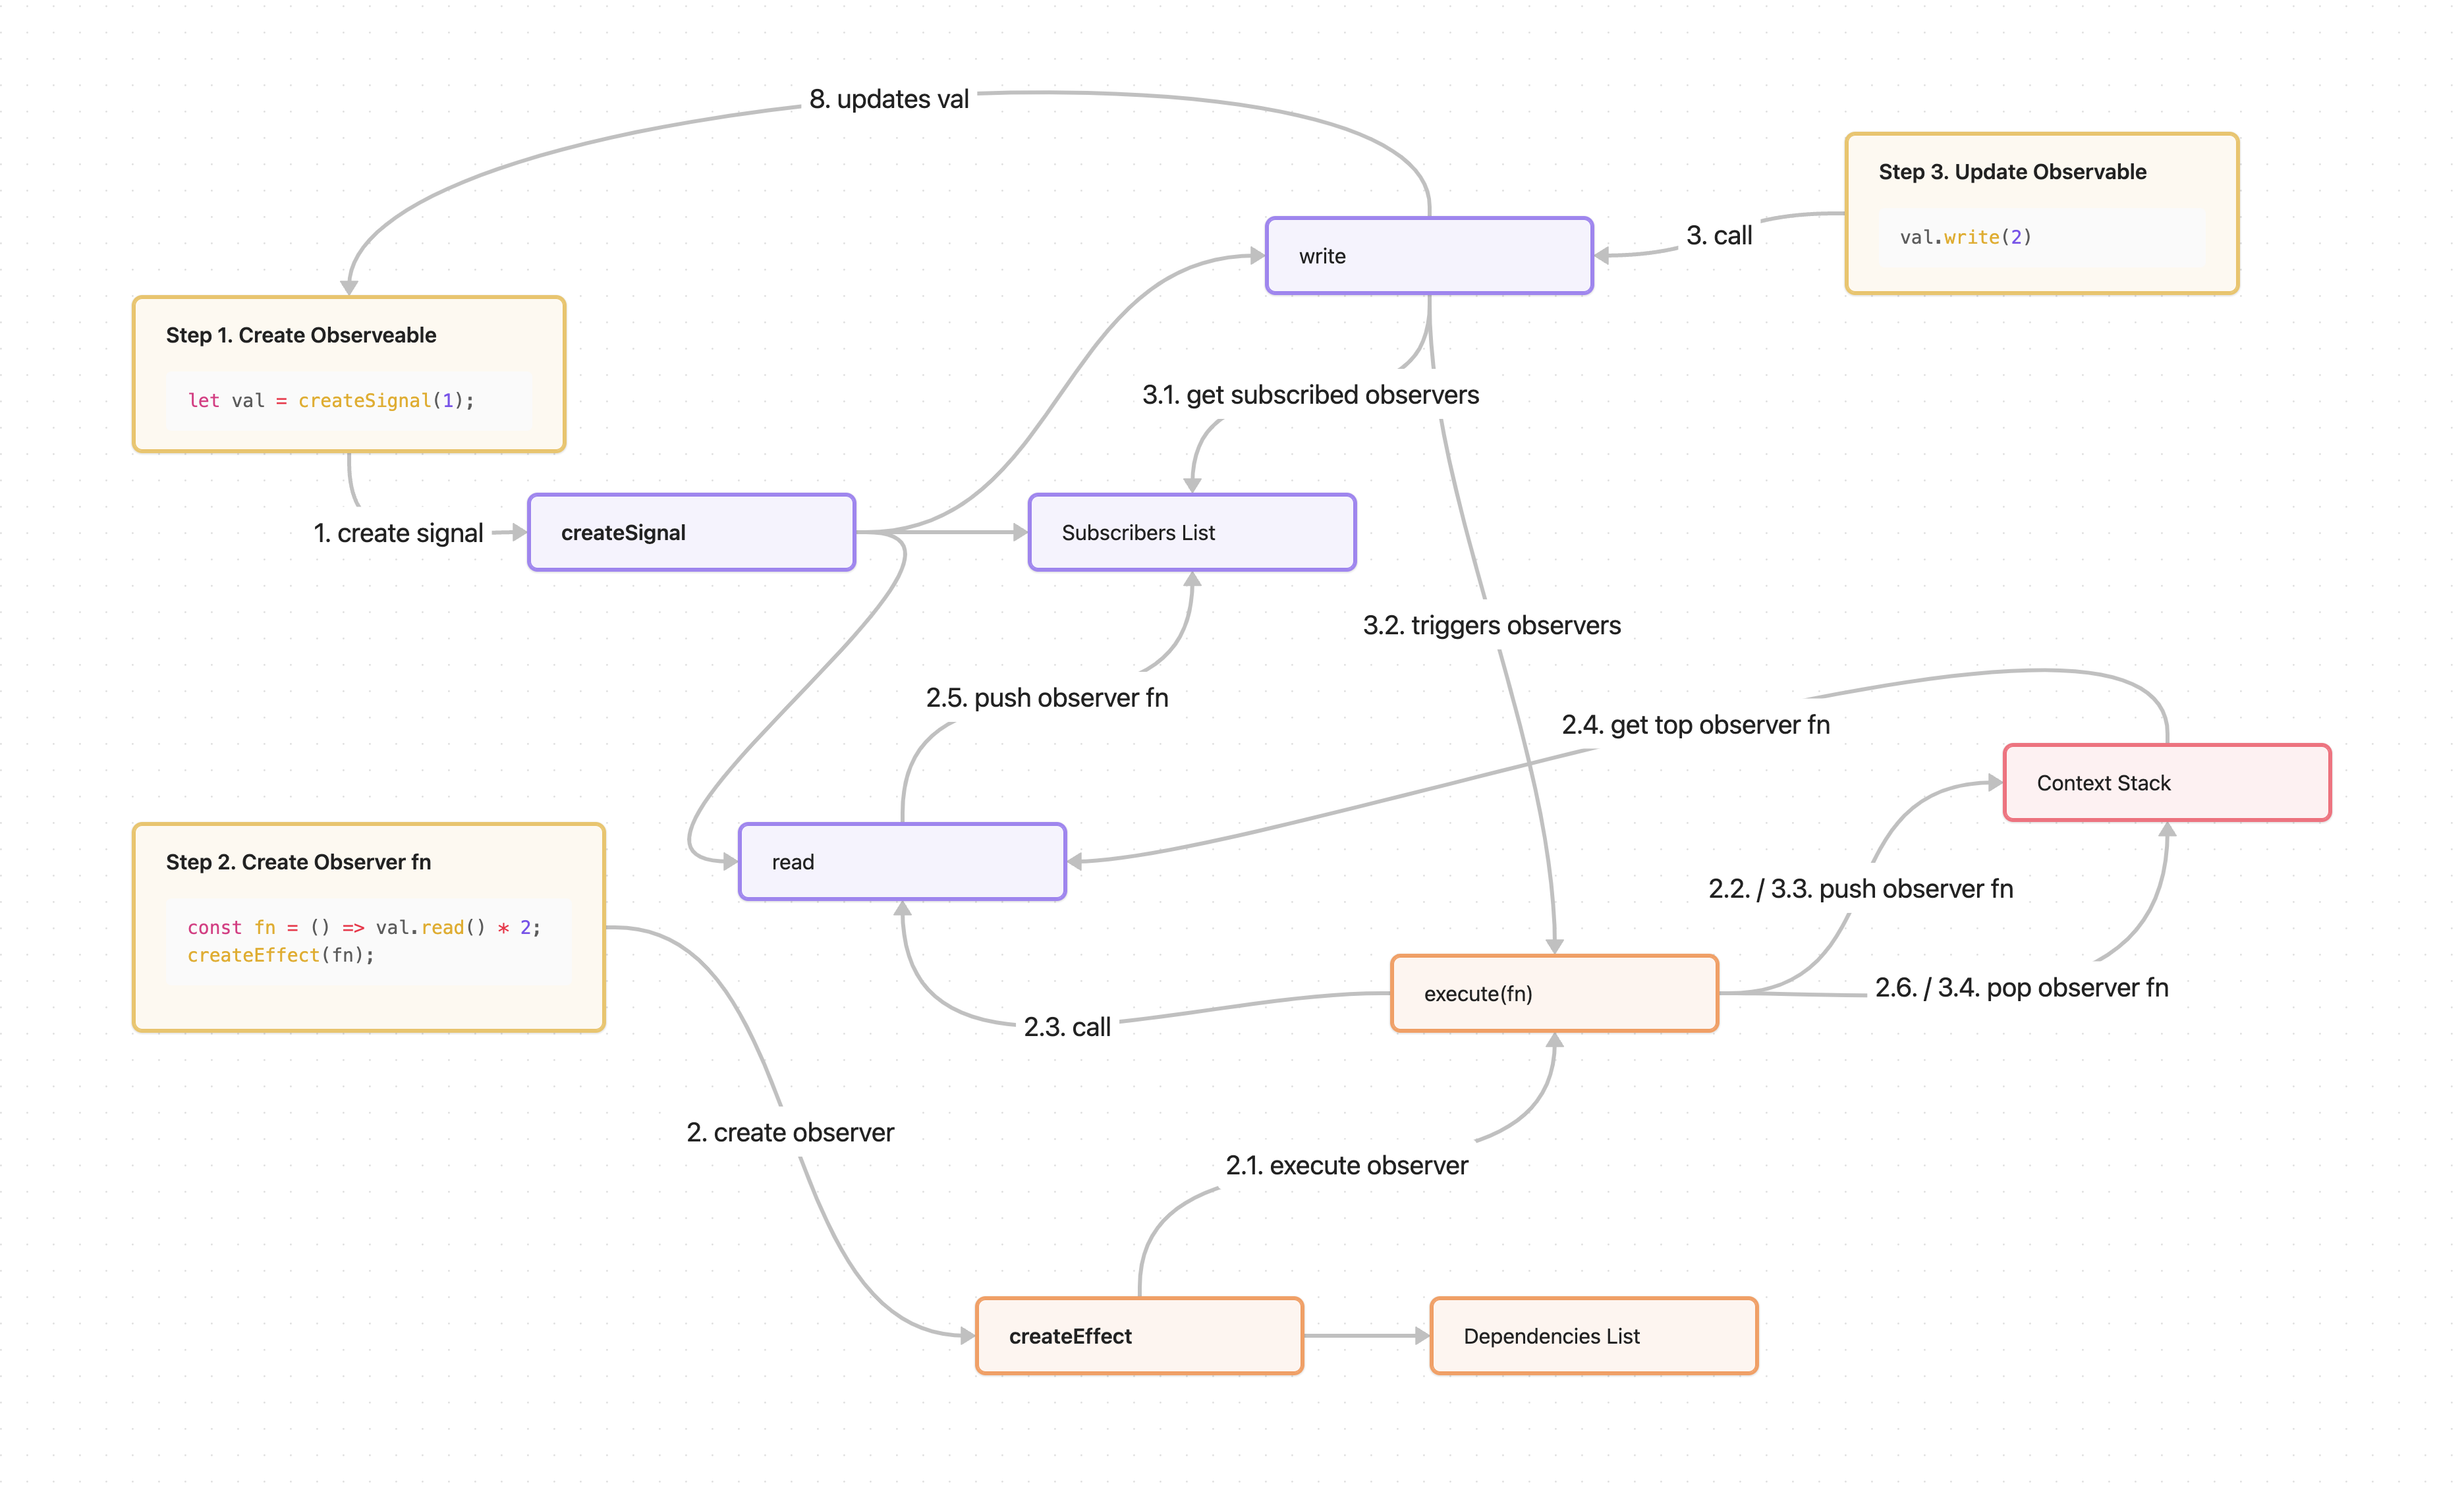 8. updates val
Step 3. Update Observable
val.write(2)
3. call
write
Step 1. Create Observeable
let val = createSignal(1);
3.1. get subscribed observers
1. create signal
createSignal
Subscribers List
3.2. triggers observers
2.5. push observer fn
2.4. get top observer fn
Context Stack
Step 2. Create Observer fn
const fn = () => val.read() * 2;
createEffect(fn);
read
2.2. / 3.3. push observer fn
execute(fn)
2.6. / 3.4. pop observer fn
2.3. call
2. create observer
2.1. execute observer
createEffect
Dependencies List